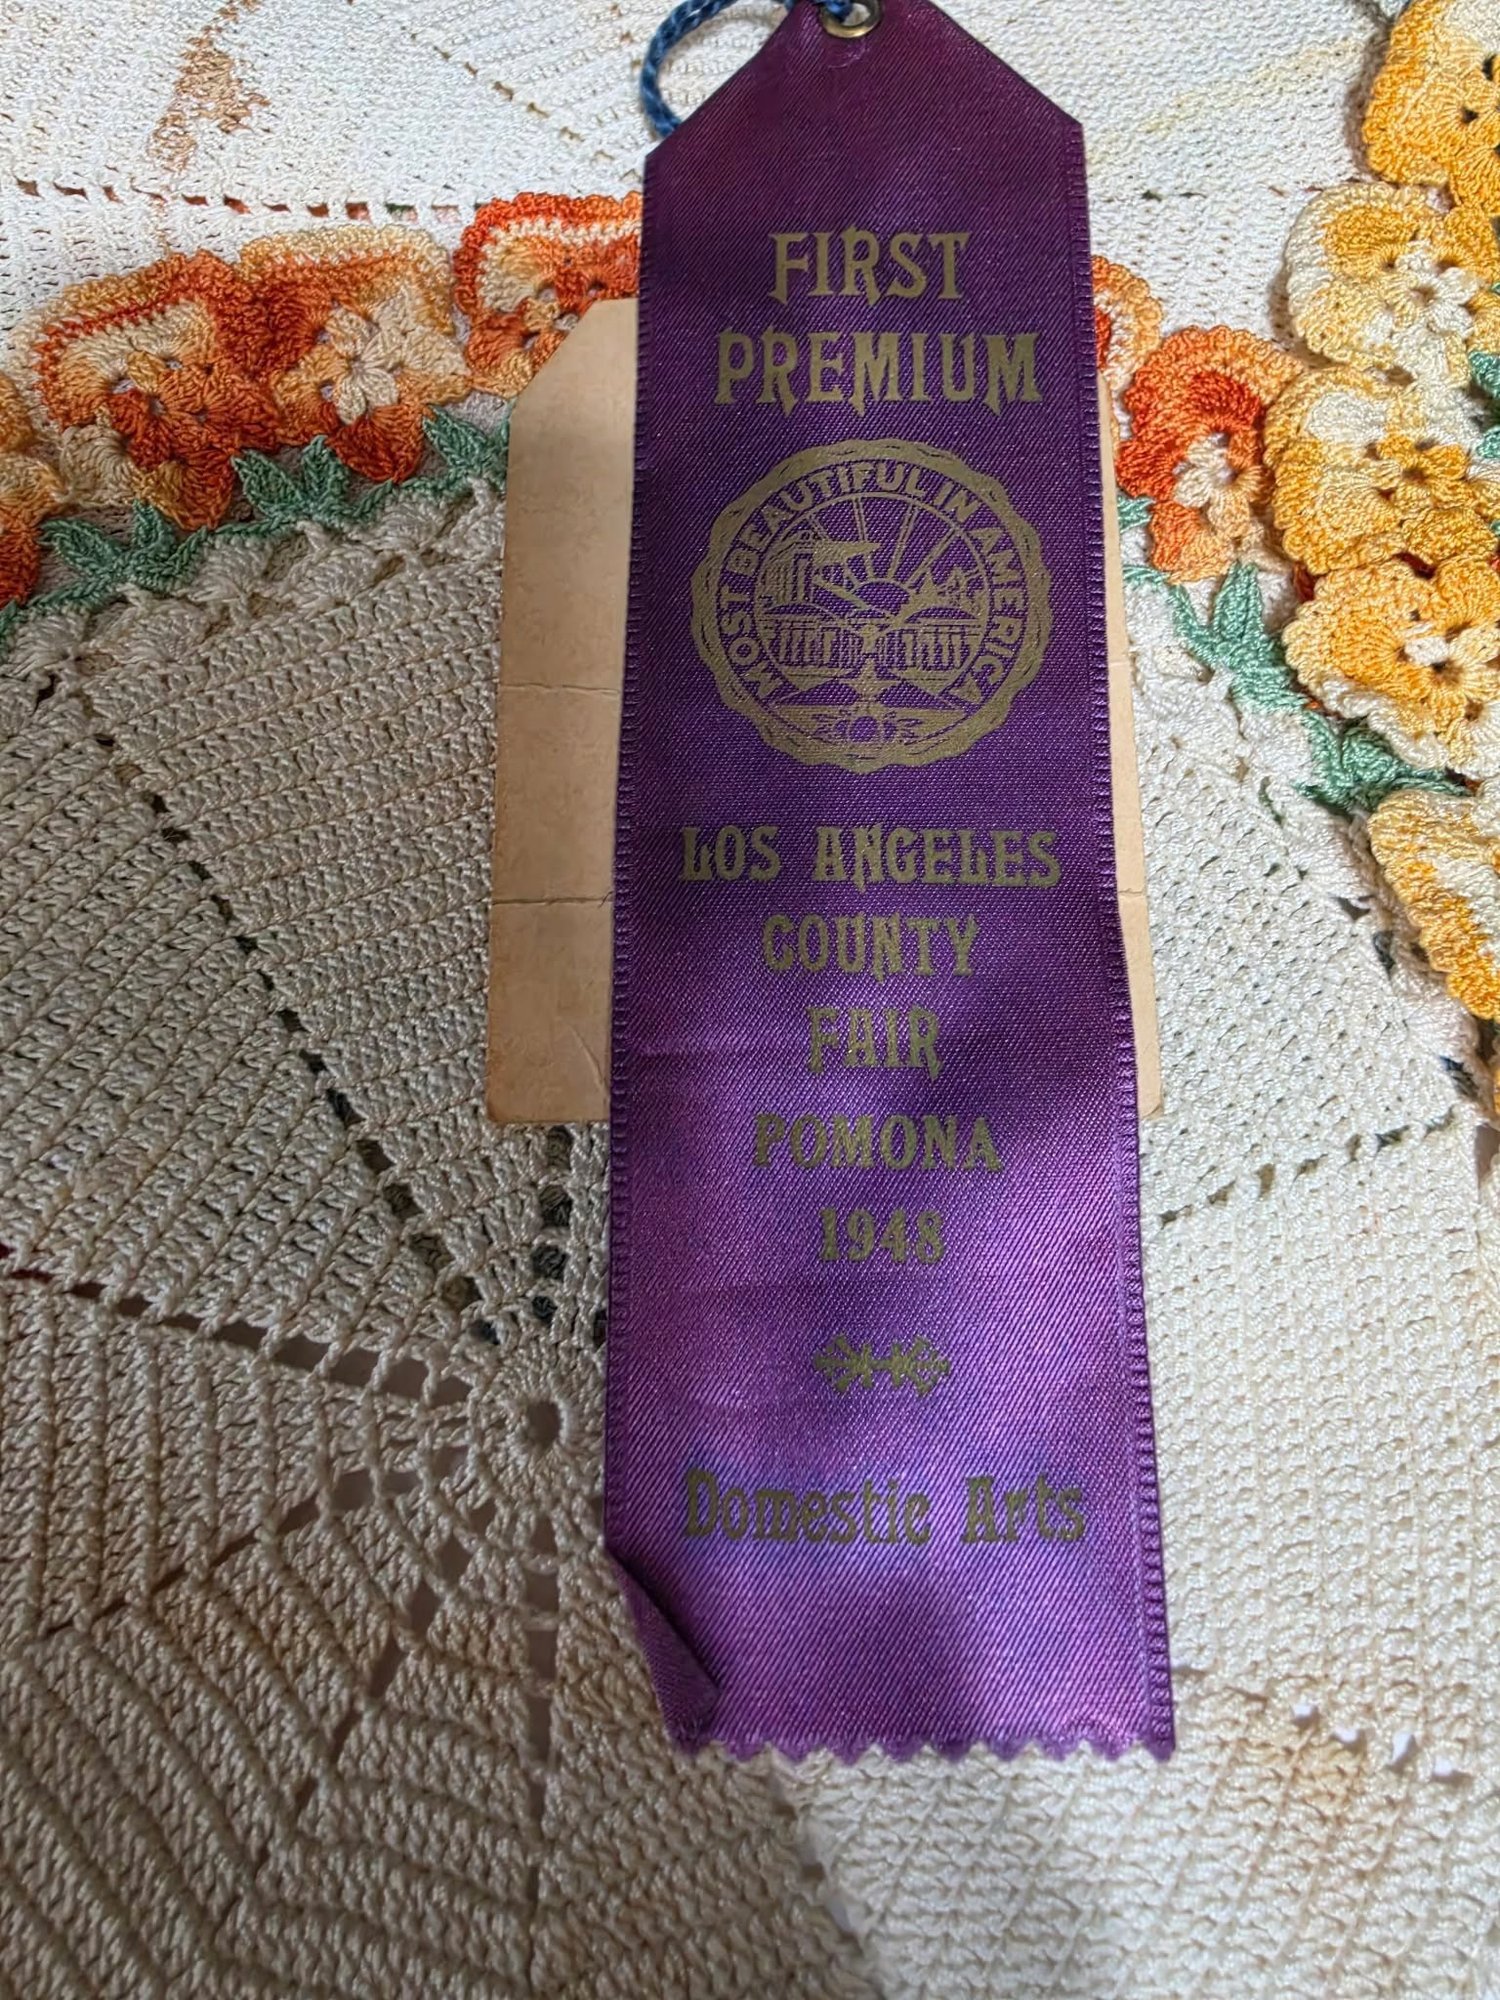 FIRST
PREMIUM
MOST BEAUTIFUL IN AMERICA
LOS ANGELES
COUNTY
FAIR
POMONA
1948
Domestic Arts